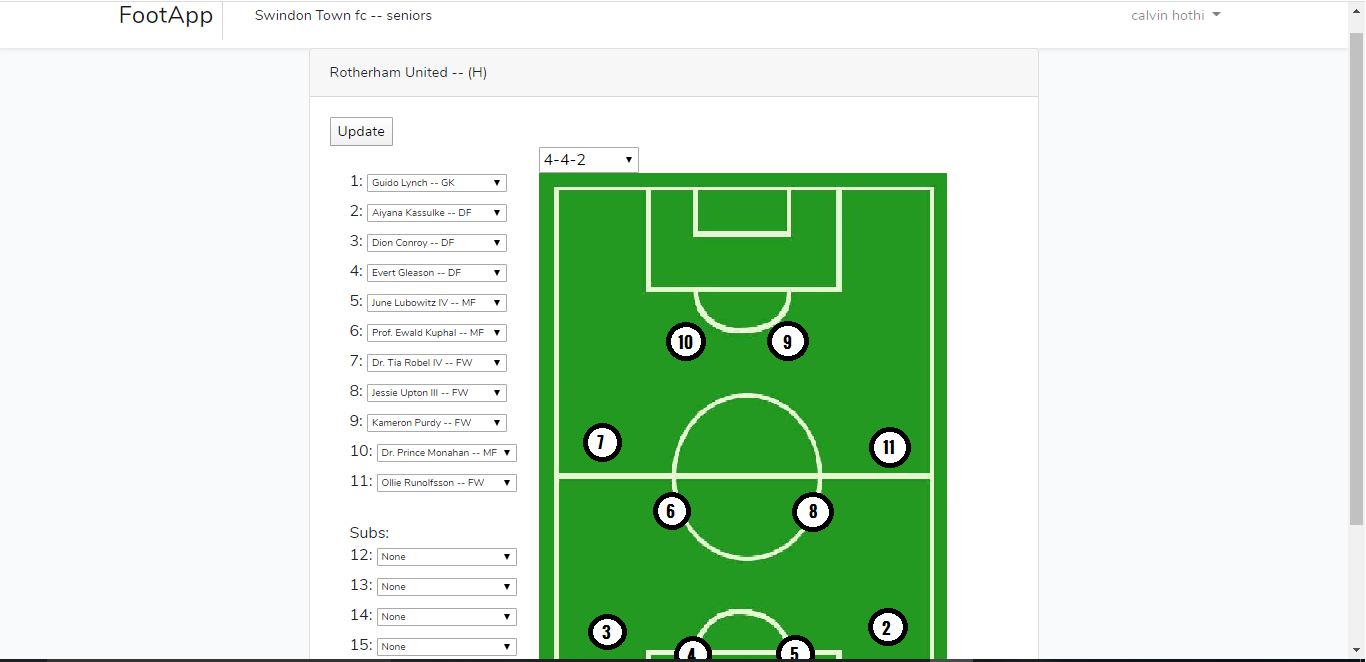 FootApp
Swindon Town fc -- seniors
calvin hothi
Rotherham United -- (H)
Update
4-4-2
1: Guido Lynch -- GK
2: Aiyana Kassulke -- DF
3: Dion Conroy -- DF
4: Evert Gleason -- DF
5: June Lubowitz IV -- MF
6: Prof. Ewald Kuphal -- MF
7: Dr. Tia Robel IV -- FW
8: Jessie Upton III -- FW
9: Kameron Purdy -- FW
10: Dr. Prince Monahan -- MF
11: Ollie Runolfsson -- FW
Subs:
12: None
13: None
14: None
15: None
10 9
7 11
6 8
3 2
4 5